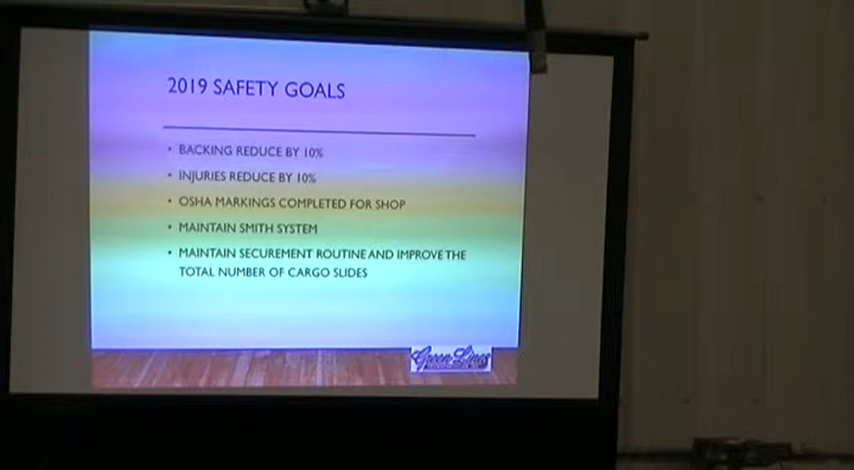 2019 SAFETY GOALS
• BACKING REDUCE BY 10%
• INJURIES REDUCE BY 10%
• OSHA MARKINGS COMPLETED FOR SHOP
• MAINTAIN SMITH SYSTEM
• MAINTAIN SECUREMENT ROUTINE AND IMPROVE THE
TOTAL NUMBER OF CARGO SLIDES
Green Lines